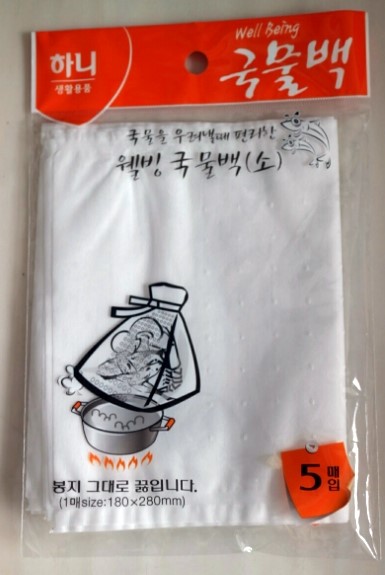 하니
생활용품
Well Being
국물백
국물을 우려낼때 편리한
웰빙 국물백(소)
봉지 그대로 끓입니다.
(1매size:180×280mm)
5매입